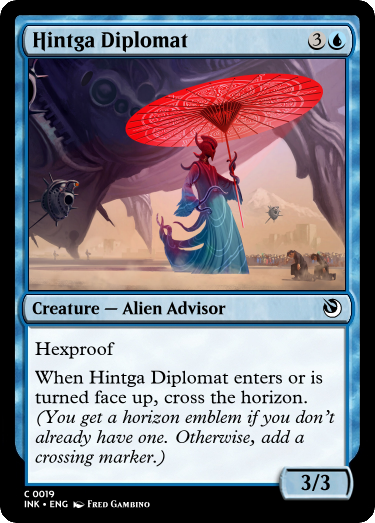 Hintga Diplomat 3
Creature — Alien Advisor
Hexproof
When Hintga Diplomat enters or is
turned face up, cross the horizon.
(You get a horizon emblem if you don't
already have one. Otherwise, add a
crossing marker.)
3/3
C 0019
INK • ENG Fred Gambino